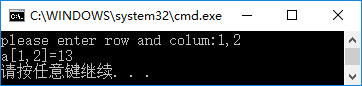 C:\WINDOWS\system32\cmd.exe
please enter row and colum:1,2
a[1,2]=13
请按任意键继续. . .